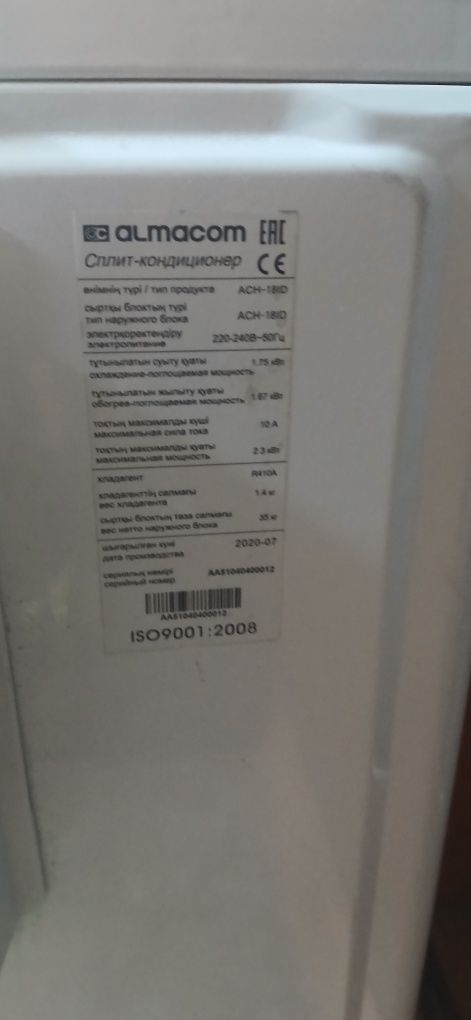 almacom EAC
Сплит-кондиционер CE
өнімнің түрі / тип продукта ACH-18ID
сыртқы блоктың түрі
тип наружного блока ACH-18ID
электрқоректендіру
электропитание 220-240В~50Гц
тұтынылатын суыту қуаты
охлаждение-поглощаемая мощность 1.75 кВт
тұтынылатын жылыту қуаты
обогрев-поглощаемая мощность 1.67 кВт
тоқтың максималды күші
максимальная сила тока 10 А
тоқтың максималды қуаты
максимальная мощность 2.3 кВт
хладагент R410A
хладагенттің салмағы
вес хладагента 1.4 кг
сыртқы блоктың таза салмағы
вес нетто наружного блока 35 кг
шығарылған күні
дата производства 2020-07
сериялық нөмірі
серийный номер AA51040400012
AA51040400012
ISO9001:2008